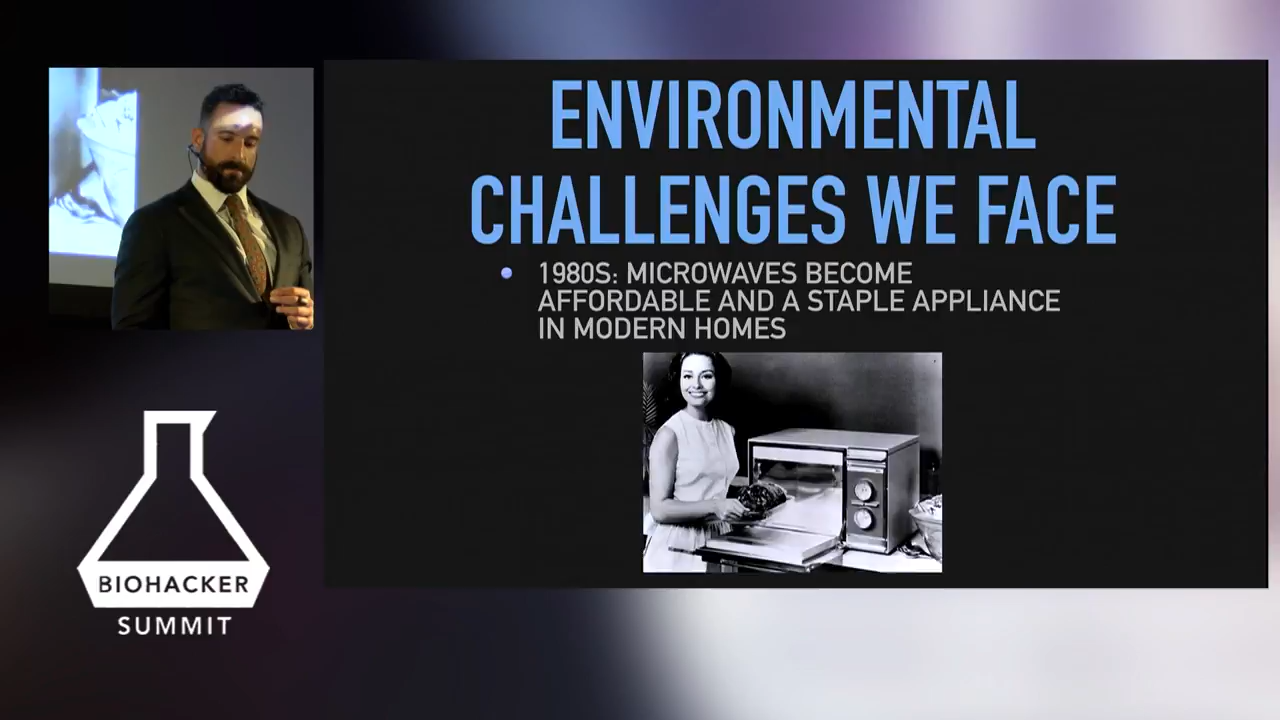 ENVIRONMENTAL
CHALLENGES WE FACE
1980S: MICROWAVES BECOME
AFFORDABLE AND A STAPLE APPLIANCE
IN MODERN HOMES
BIOHACKER
SUMMIT